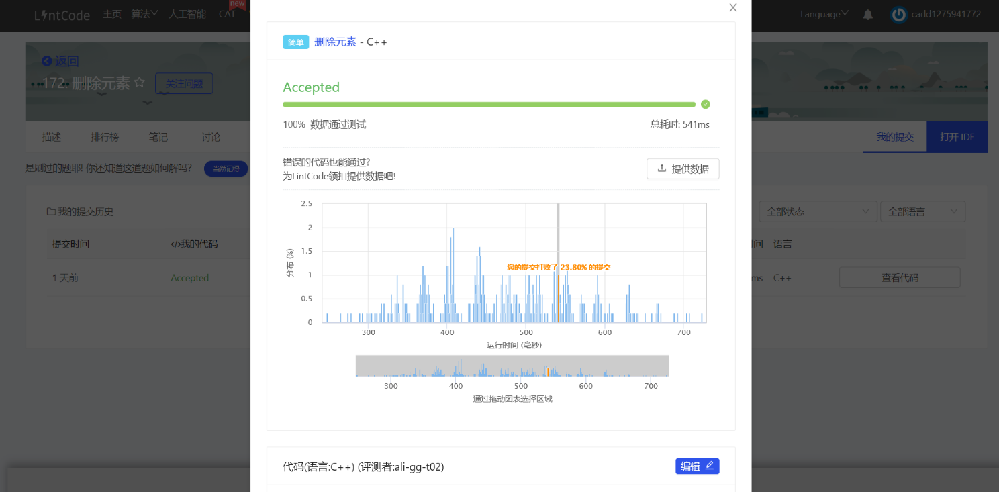 LintCode 主页 算法 人工智能 CAT new Language cadd1275941772
返回
172. 删除元素 关注问题
描述 排行榜 笔记 讨论 我的提交 打开 IDE
是刷过的题耶! 你还知道这道题如何解吗? 当然记得
我的提交历史 全部状态 全部语言
提交时间 </>我的代码 语言
1 天前 Accepted ms C++ 查看代码
简单 删除元素 - C++
Accepted
100% 数据通过测试 总耗时: 541ms
错误的代码也能通过?
为LintCode领扣提供数据吧!
提供数据
2.5
2
1.5
1
0.5
0
分布 (%)
您的提交打败了 23.80% 的提交
300 400 500 600 700
运行时间 (毫秒)
300 400 500 600 700
通过拖动图表选择区域
代码(语言:C++) (评测者:ali-gg-t02) 编辑